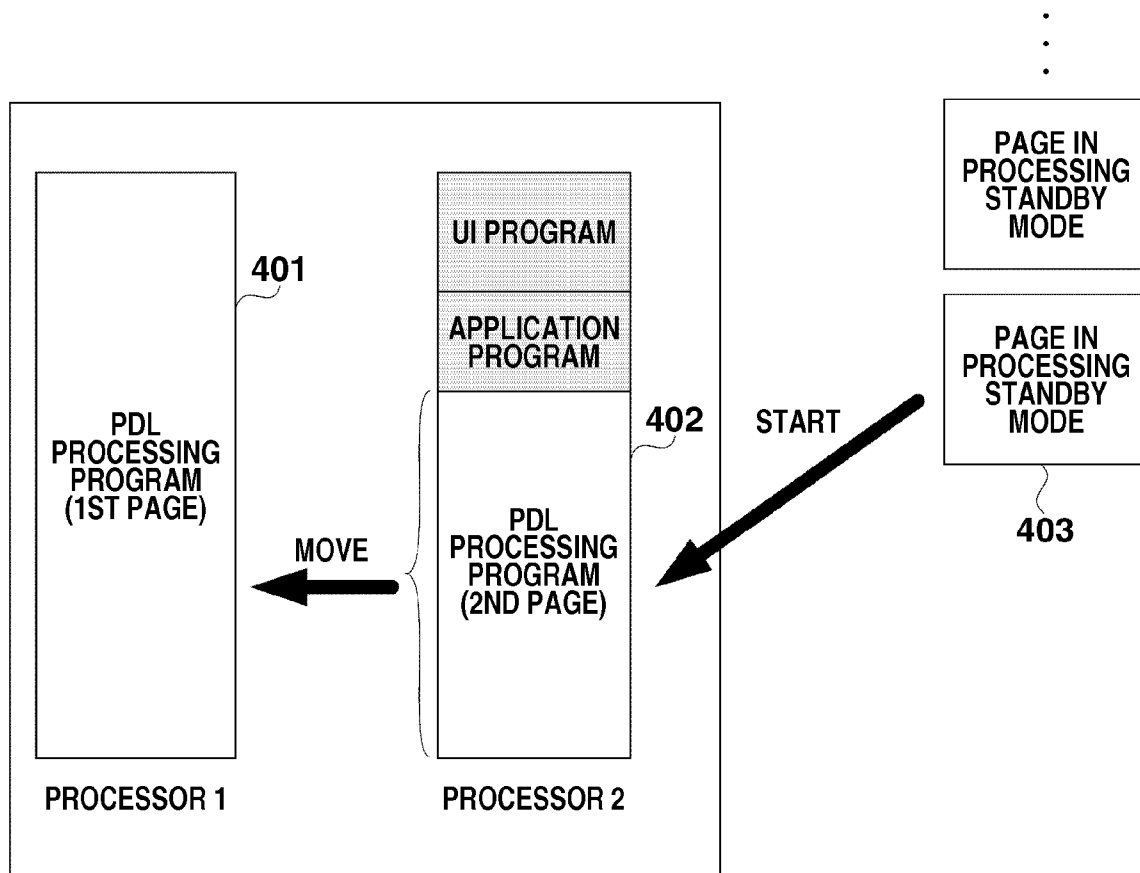 PAGE IN
PROCESSING
STANDBY
MODE
UI PROGRAM
401
APPLICATION
PROGRAM
PAGE IN
PROCESSING
STANDBY
MODE
402
START
PDL
PROCESSING
PROGRAM
(1ST PAGE)
PDL
PROCESSING
PROGRAM
(2ND PAGE)
403
MOVE
PROCESSOR 1
PROCESSOR 2